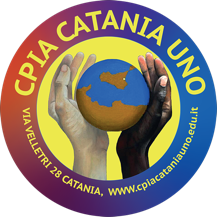 CPIA CATANIA UNO
VIA VELLETRI 28 CATANIA, www.cpiacataniauno.edu.it